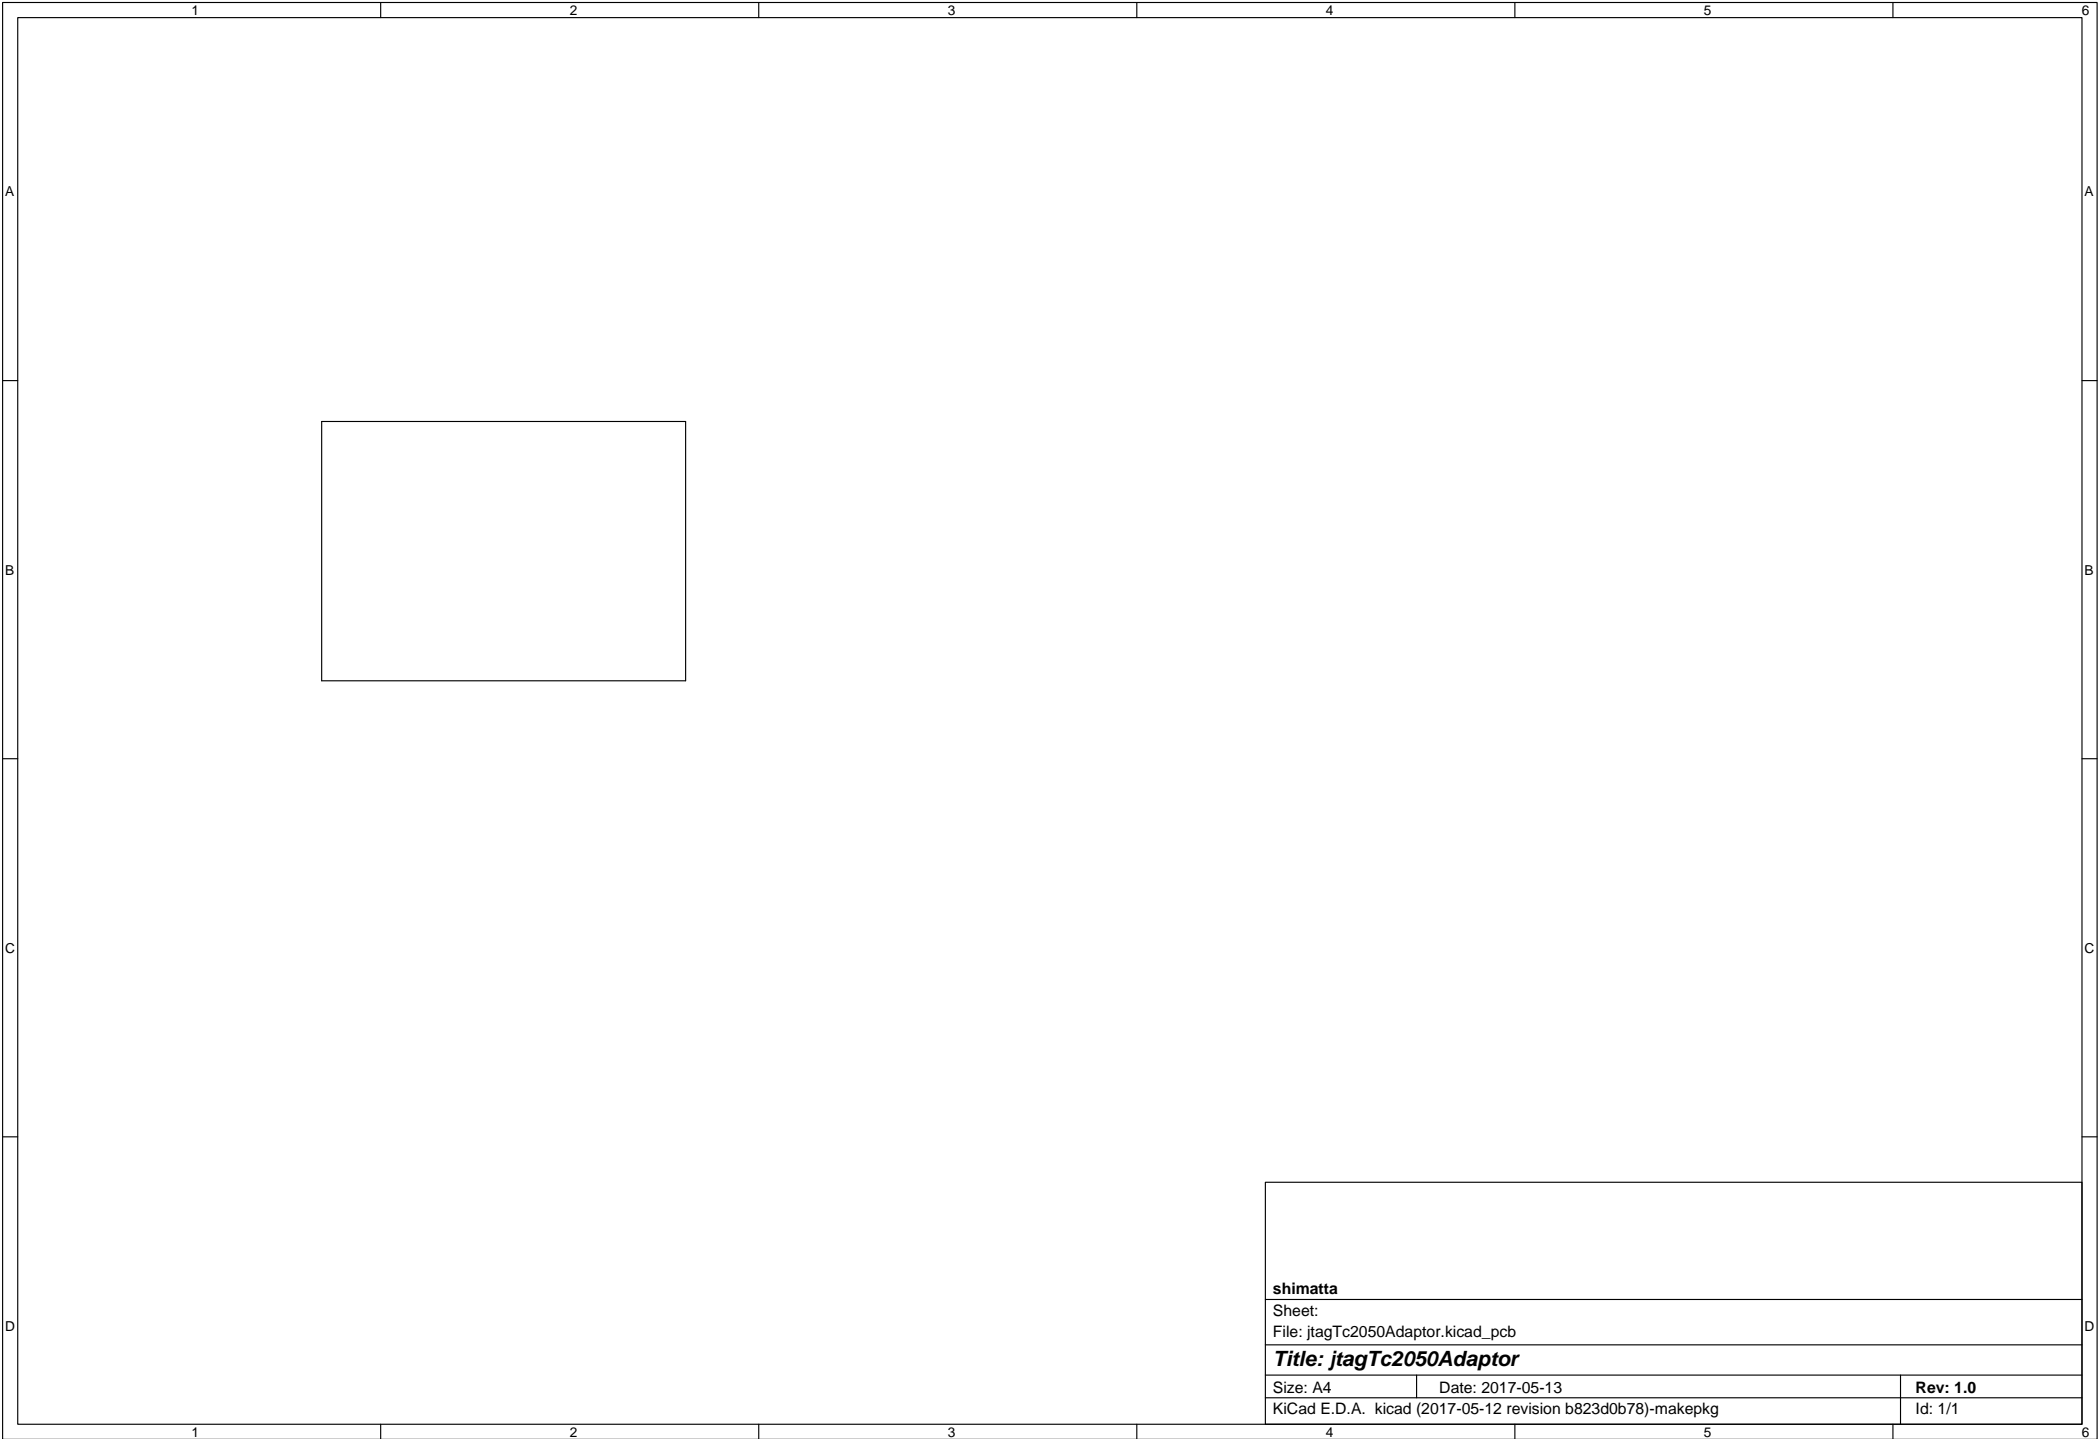 1 2 3 4 5 6
A A
B B
C C
shimatta
Sheet:
D File: jtagTc2050Adaptor.kicad_pcb D
Title: jtagTc2050Adaptor
Size: A4 Date: 2017-05-13 Rev: 1.0
KiCad E.D.A. kicad (2017-05-12 revision b823d0b78)-makepkg Id: 1/1
1 2 3 4 5 6